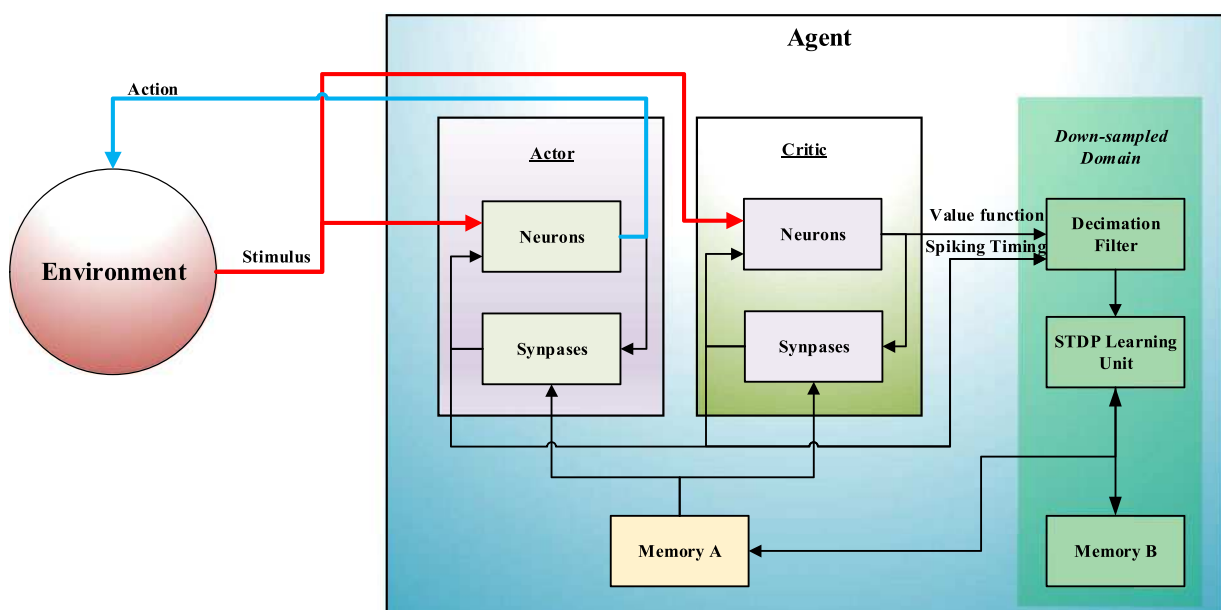 Agent
Action
Actor
Critic
Down-sampled
Domain
Environment
Stimulus
Neurons
Neurons
Value function
Spiking Timing
Decimation
Filter
Synpases
Synpases
STDP Learning
Unit
Memory A
Memory B